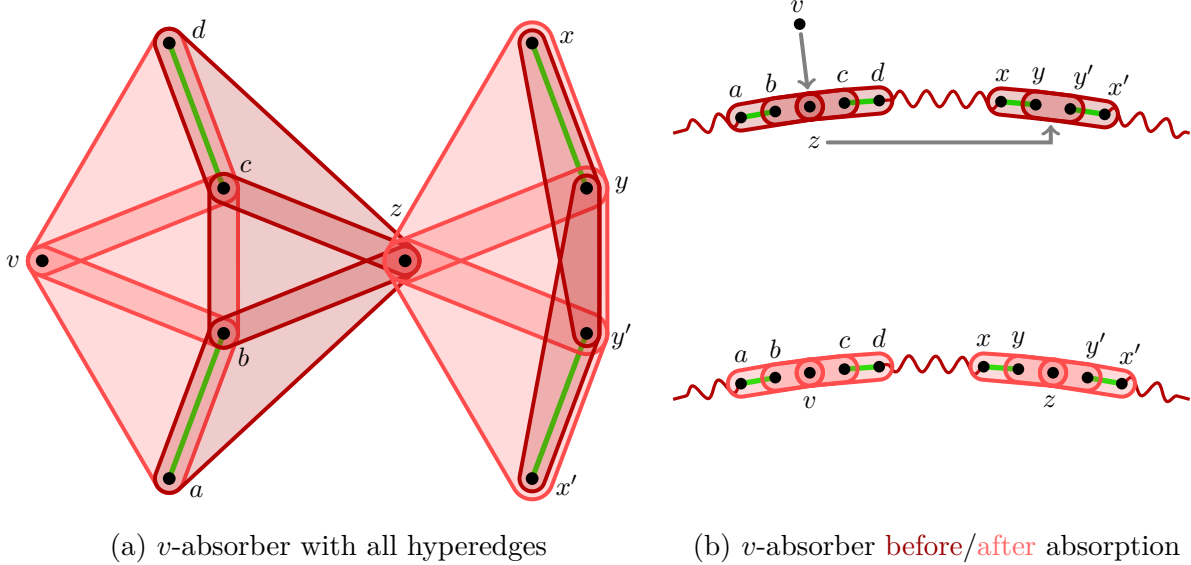 d
x
c
z
y
v
b
y′
a
x′
v
a b c d x y y′ x′
z
a b c d x y y′ x′
v z
(a) v-absorber with all hyperedges
(b) v-absorber before/after absorption